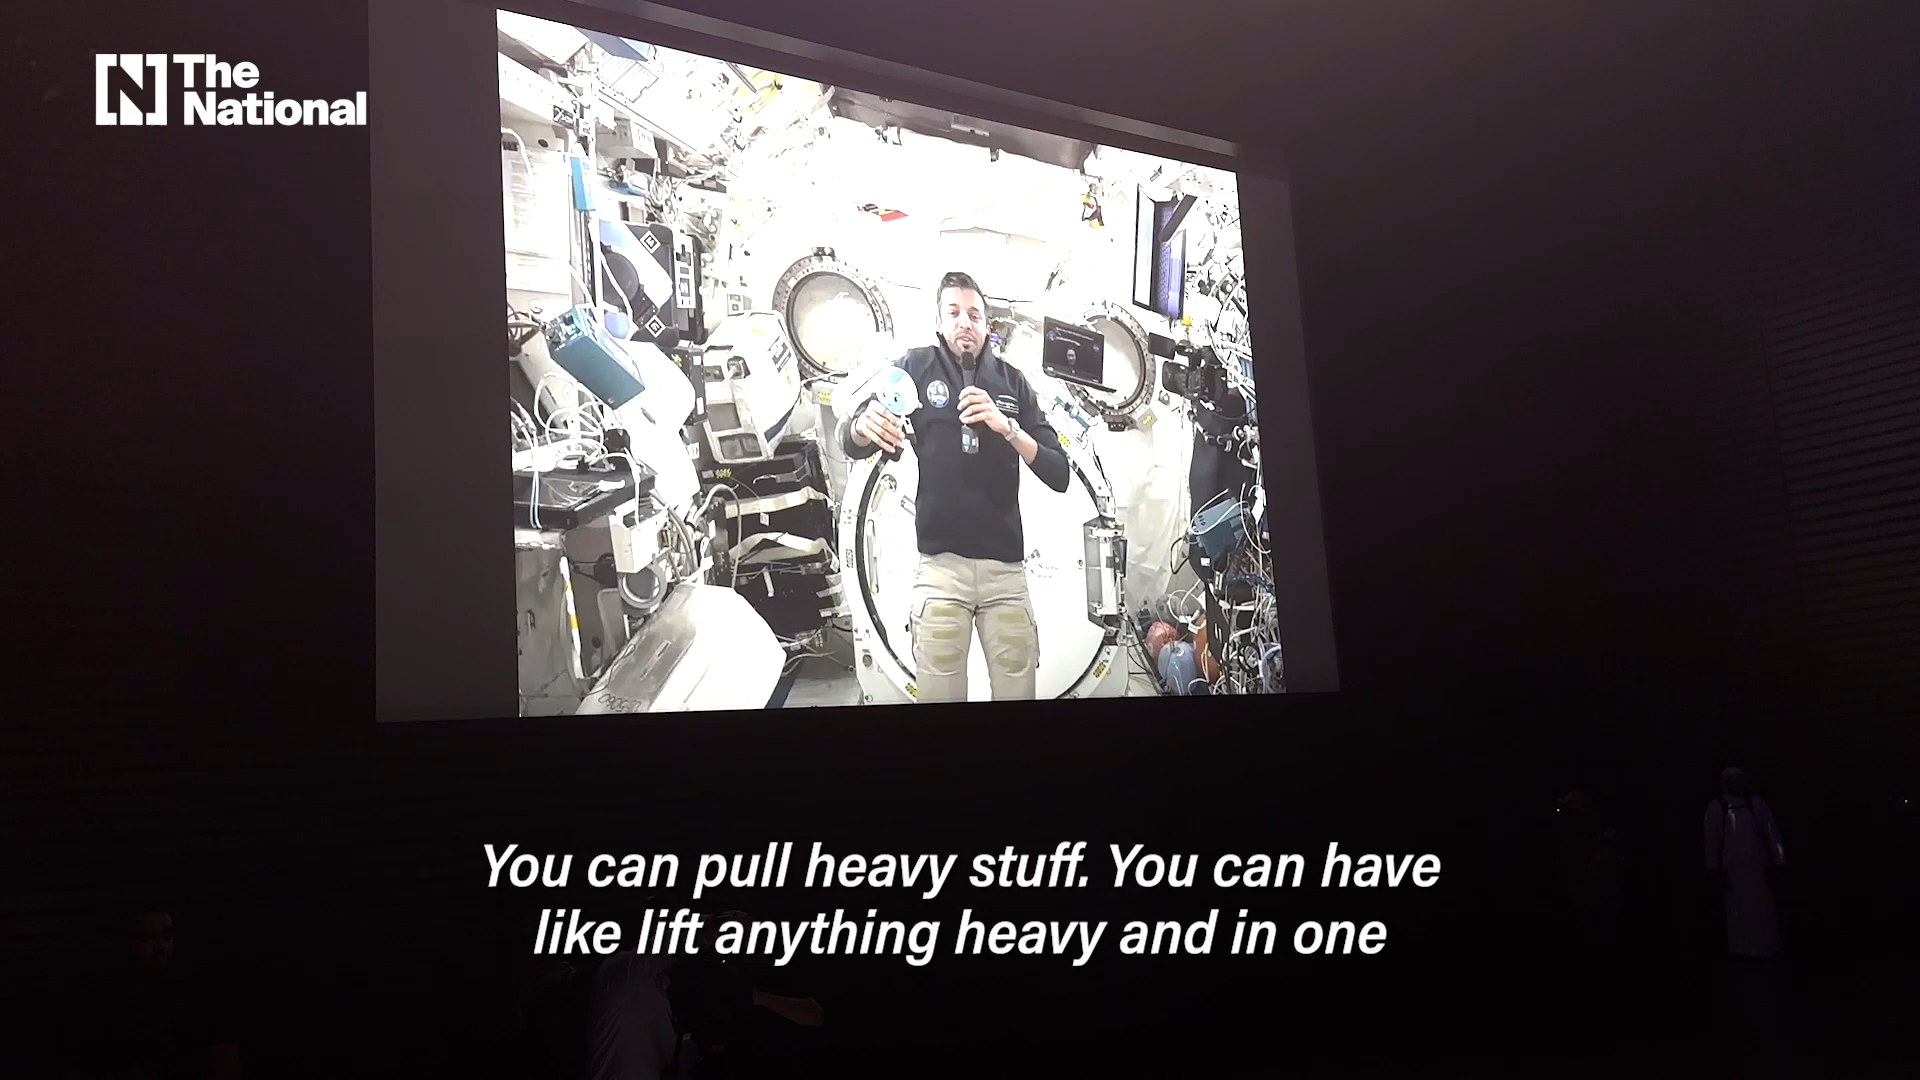 The
National
You can pull heavy stuff. You can have
like lift anything heavy and in one